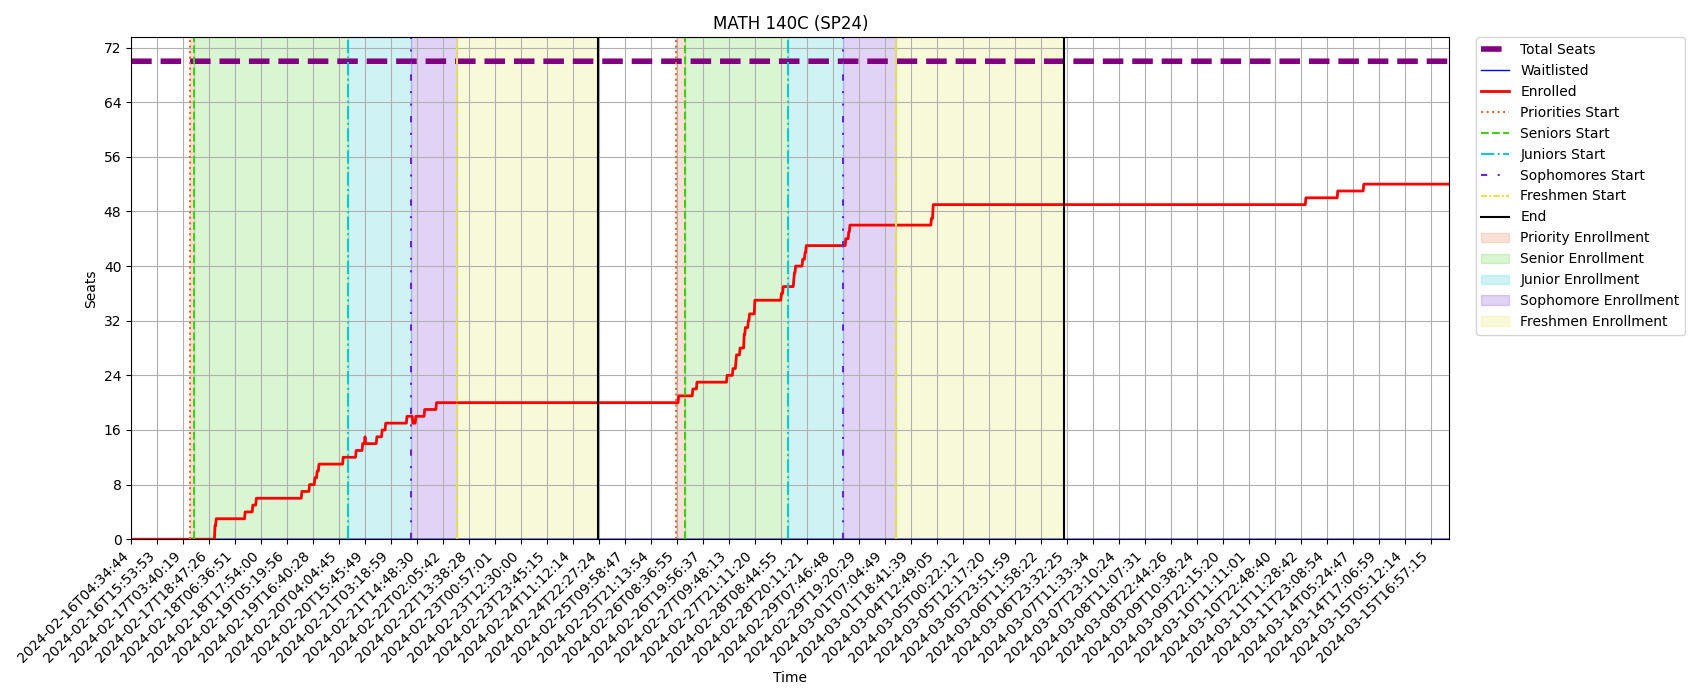 MATH 140C (SP24)
72
64
56
48
40
32
24
16
8
0
Seats
2024-02-16T04:34:44
2024-02-16T15:53:53
2024-02-17T03:40:19
2024-02-17T18:47:26
2024-02-18T06:36:51
2024-02-18T17:54:00
2024-02-19T05:19:56
2024-02-19T16:40:28
2024-02-20T04:04:45
2024-02-20T15:45:49
2024-02-21T03:18:59
2024-02-21T14:48:30
2024-02-22T02:05:42
2024-02-22T13:38:28
2024-02-23T00:57:01
2024-02-23T12:30:00
2024-02-23T23:45:15
2024-02-24T11:12:14
2024-02-24T22:27:24
2024-02-25T09:58:47
2024-02-25T21:13:54
2024-02-26T08:36:55
2024-02-26T19:56:37
2024-02-27T09:48:13
2024-02-27T21:11:20
2024-02-28T08:44:55
2024-02-28T20:11:21
2024-02-29T07:46:48
2024-02-29T19:20:29
2024-03-01T07:04:49
2024-03-01T18:41:39
2024-03-04T12:49:05
2024-03-05T00:22:12
2024-03-05T12:17:20
2024-03-05T23:51:59
2024-03-06T11:58:22
2024-03-06T23:32:25
2024-03-07T11:33:34
2024-03-07T23:10:24
2024-03-08T11:07:31
2024-03-08T22:44:26
2024-03-09T10:38:24
2024-03-09T22:15:20
2024-03-10T11:11:01
2024-03-10T22:48:40
2024-03-11T11:28:42
2024-03-11T23:08:54
2024-03-14T05:24:47
2024-03-14T17:06:59
2024-03-15T05:12:14
2024-03-15T16:57:15
Time
Total Seats
Waitlisted
Enrolled
Priorities Start
Seniors Start
Juniors Start
Sophomores Start
Freshmen Start
End
Priority Enrollment
Senior Enrollment
Junior Enrollment
Sophomore Enrollment
Freshmen Enrollment